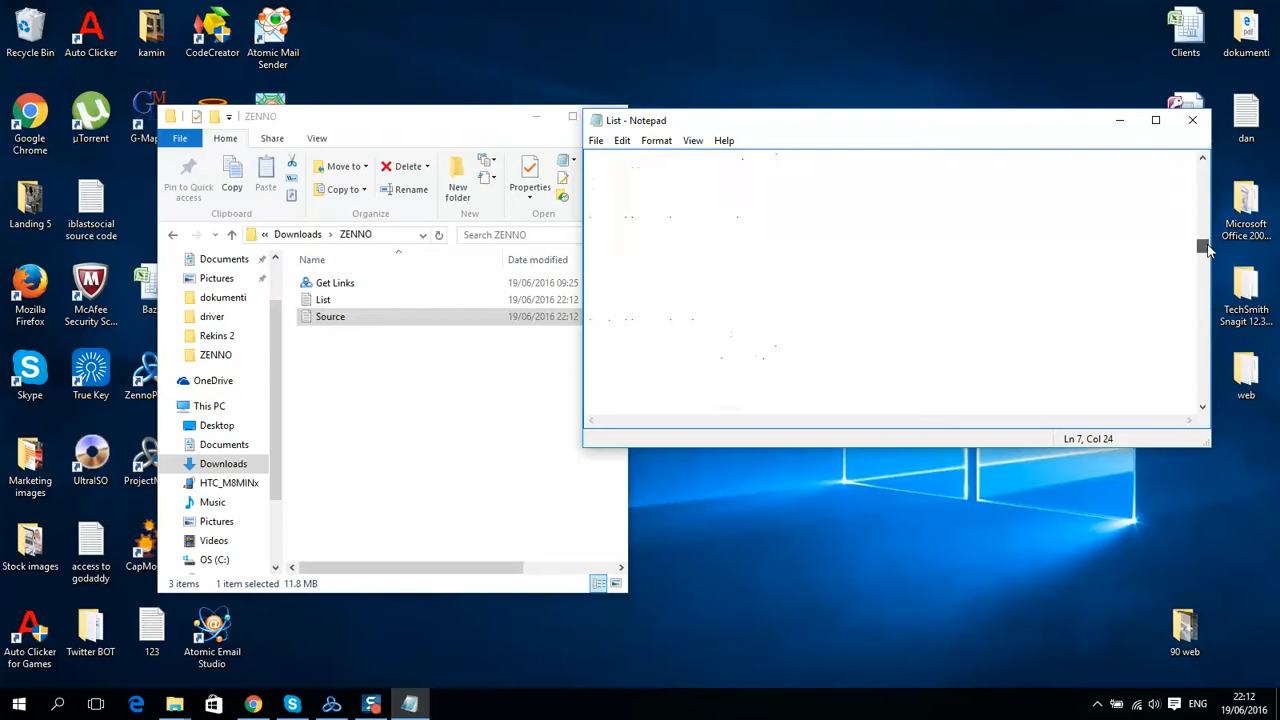 Recycle Bin
Auto Clicker
kamin
CodeCreator
Atomic Mail
Sender
Clients
dokumenti
Google
Chrome
µTorrent
G-Ma
dan
Landing 5
iblastsocial
source code
Microsoft
Office 200...
Mozilla
Firefox
McAfee
Security Sc...
Baz
TechSmith
Snagit 12.3...
Skype
True Key
ZennoP
web
Marketing
images
UltraISO
ProjectM
Stock images
access to
godaddy
CapMo
Auto Clicker
for Games
Twitter BOT
123
Atomic Email
Studio
90 web
ZENNO
File
Home
Share
View
Pin to Quick
access
Copy
Paste
Move to
Copy to
Delete
Rename
New
folder
Properties
Clipboard
Organize
New
Open
« Downloads > ZENNO
Search ZENNO
Documents
Pictures
dokumenti
driver
Rekins 2
ZENNO
OneDrive
This PC
Desktop
Documents
Downloads
HTC_M8MINx
Music
Pictures
Videos
OS (C:)
Name
Date modified
Get Links
19/06/2016 09:25
List
19/06/2016 22:12
Source
19/06/2016 22:12
3 items
1 item selected 11.8 MB
List - Notepad
File Edit Format View Help
Ln 7, Col 24
ENG
22:12
19/06/2016